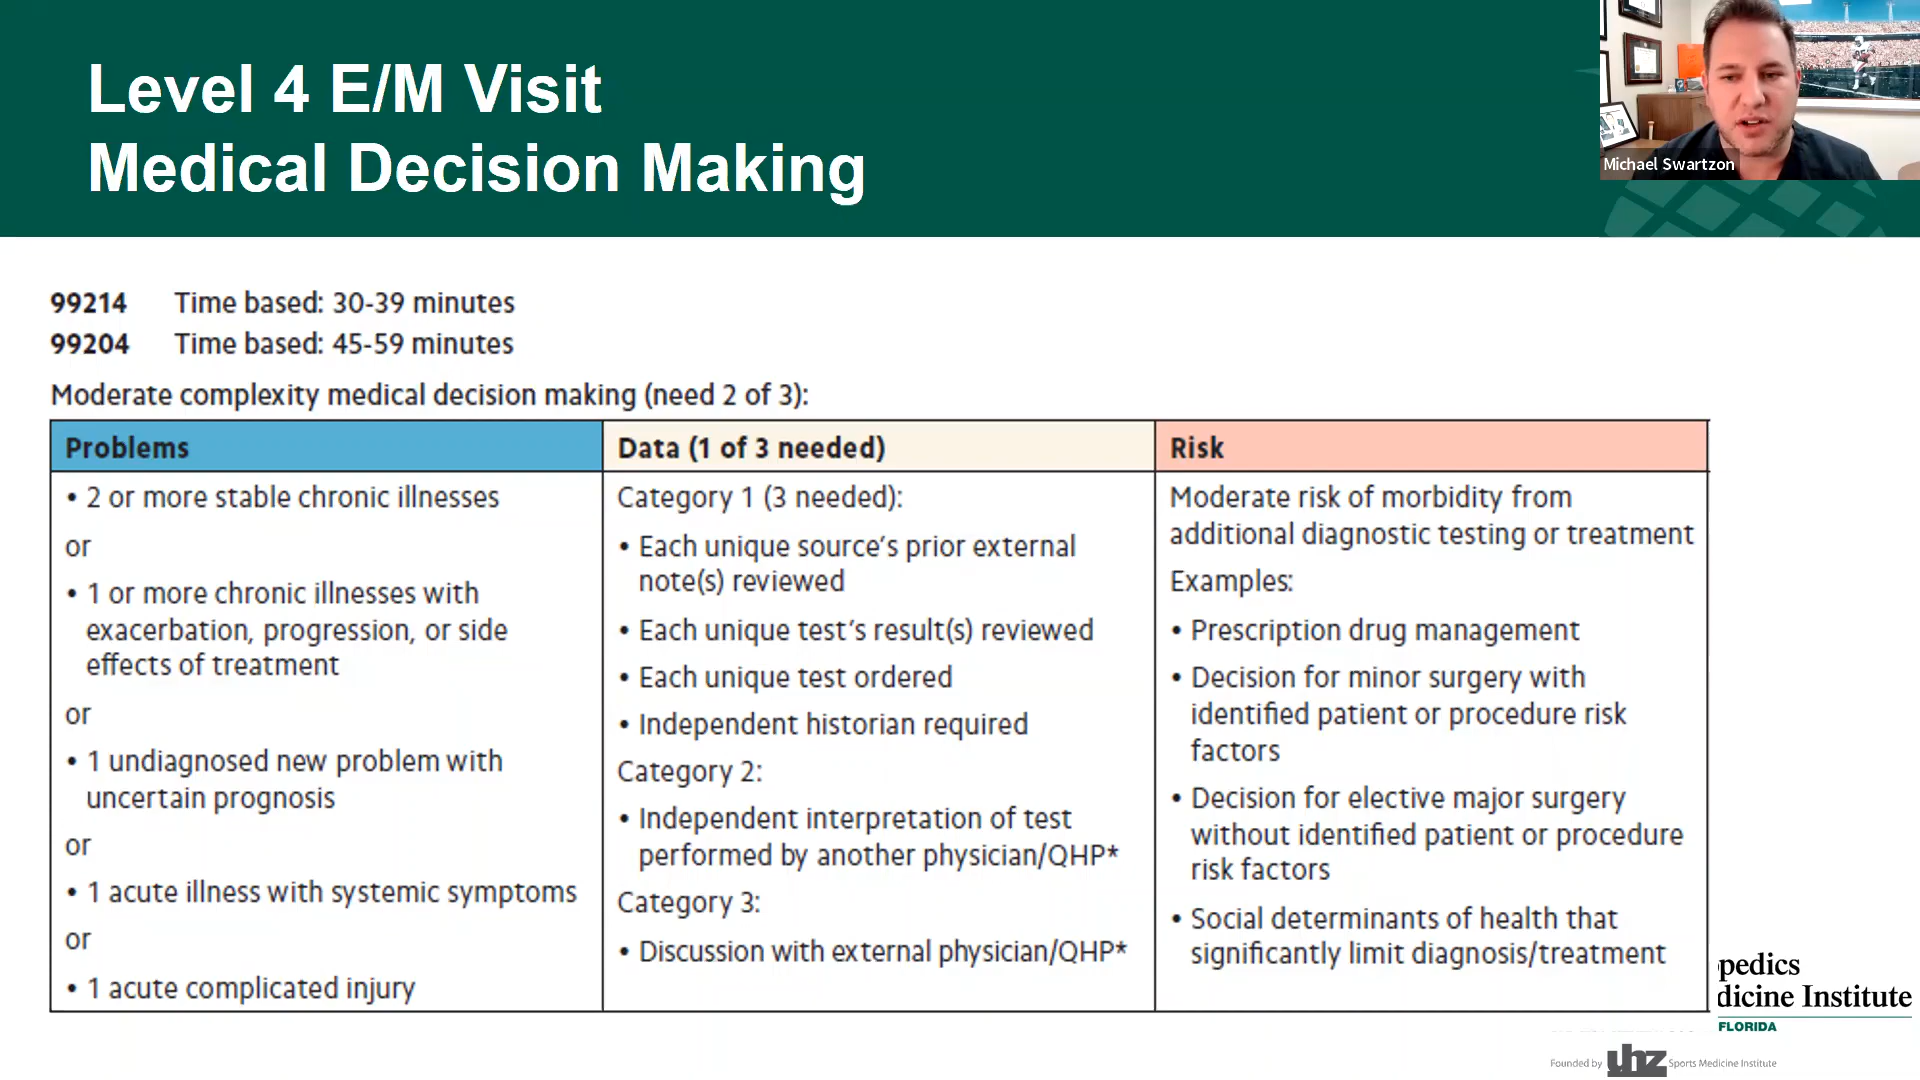 Level 4 E/M Visit
Medical Decision Making
Michael Swartzon
99214 Time based: 30-39 minutes
99204 Time based: 45-59 minutes
Moderate complexity medical decision making (need 2 of 3):
Problems
• 2 or more stable chronic illnesses
or
• 1 or more chronic illnesses with
exacerbation, progression, or side
effects of treatment
or
• 1 undiagnosed new problem with
uncertain prognosis
or
• 1 acute illness with systemic symptoms
or
• 1 acute complicated injury
Data (1 of 3 needed)
Category 1 (3 needed):
• Each unique source's prior external
note(s) reviewed
• Each unique test's result(s) reviewed
• Each unique test ordered
• Independent historian required
Category 2:
• Independent interpretation of test
performed by another physician/QHP*
Category 3:
• Discussion with external physician/QHP*
Risk
Moderate risk of morbidity from
additional diagnostic testing or treatment
Examples:
• Prescription drug management
• Decision for minor surgery with
identified patient or procedure risk
factors
• Decision for elective major surgery
without identified patient or procedure
risk factors
• Social determinants of health that
significantly limit diagnosis/treatment
pedics
dicine Institute
FLORIDA
Founded by uhz Sports Medicine Institute